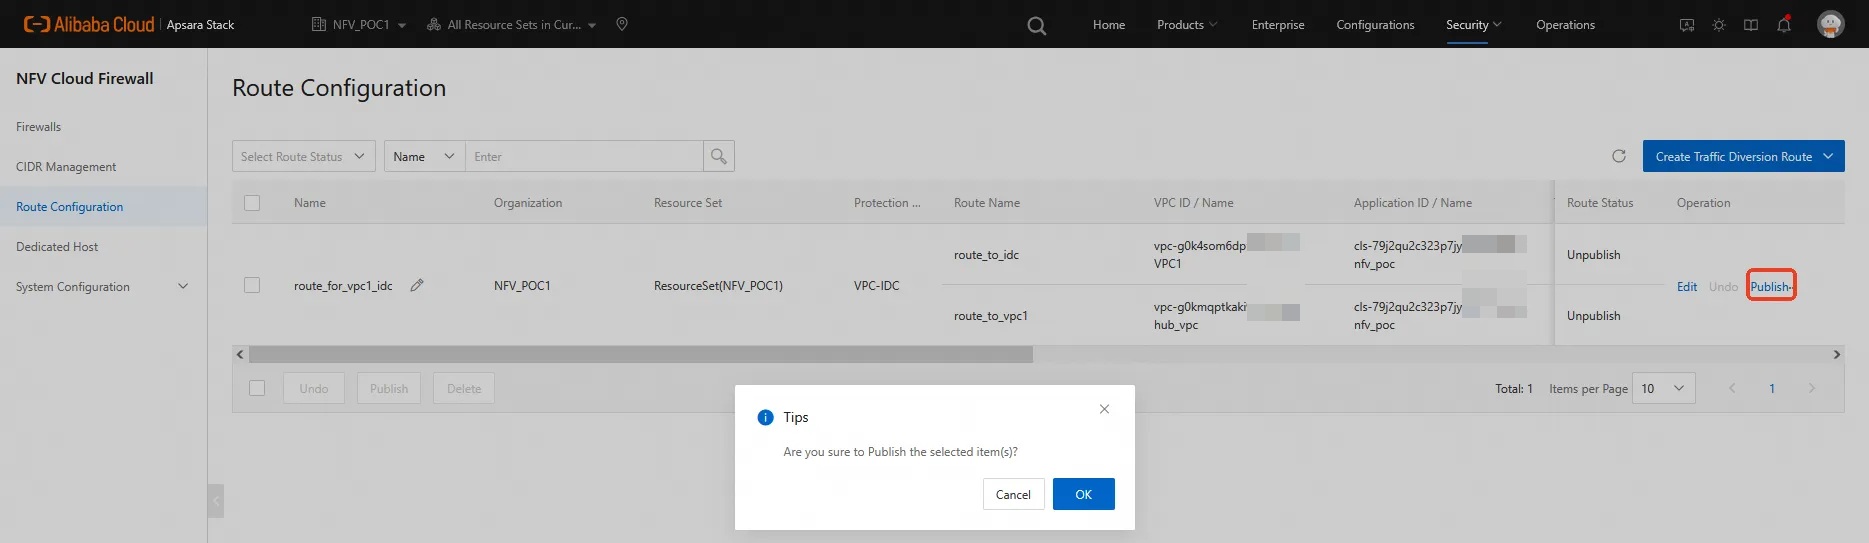 Alibaba Cloud | Apsara Stack NFV_POC1 All Resource Sets in Cur... Home Products Enterprise Configurations Security Operations
NFV Cloud Firewall
Firewalls
CIDR Management
Route Configuration
Dedicated Host
System Configuration
Route Configuration
Select Route Status Name Enter Create Traffic Diversion Route
Name Organization Resource Set Protection ... Route Name VPC ID / Name Application ID / Name Route Status Operation
route_for_vpc1_idc NFV_POC1 ResourceSet(NFV_POC1) VPC-IDC
route_to_idc vpc-g0k4som6dp cls-79j2qu2c323p7jy Unpublish
VPC1 nfv_poc
Edit Undo Publish
route_to_vpc1 vpc-g0kmqptkaki cls-79j2qu2c323p7jy Unpublish
hub_vpc nfv_poc
Undo Publish Delete Total: 1 Items per Page 10 1
Tips
Are you sure to Publish the selected item(s)?
Cancel OK